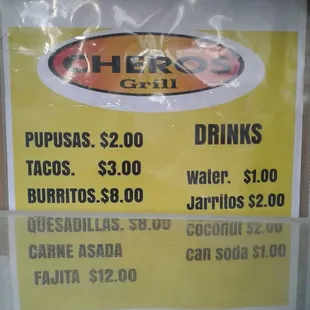 CHEROS
Grill
PUPUSAS. $2.00
TACOS. $3.00
BURRITOS.$8.00
QUESADILLAS. $8.00
CARNE ASADA
FAJITA $12.00
DRINKS
water. $1.00
Jarritos $2.00
coconut $2.00
can soda $1.00